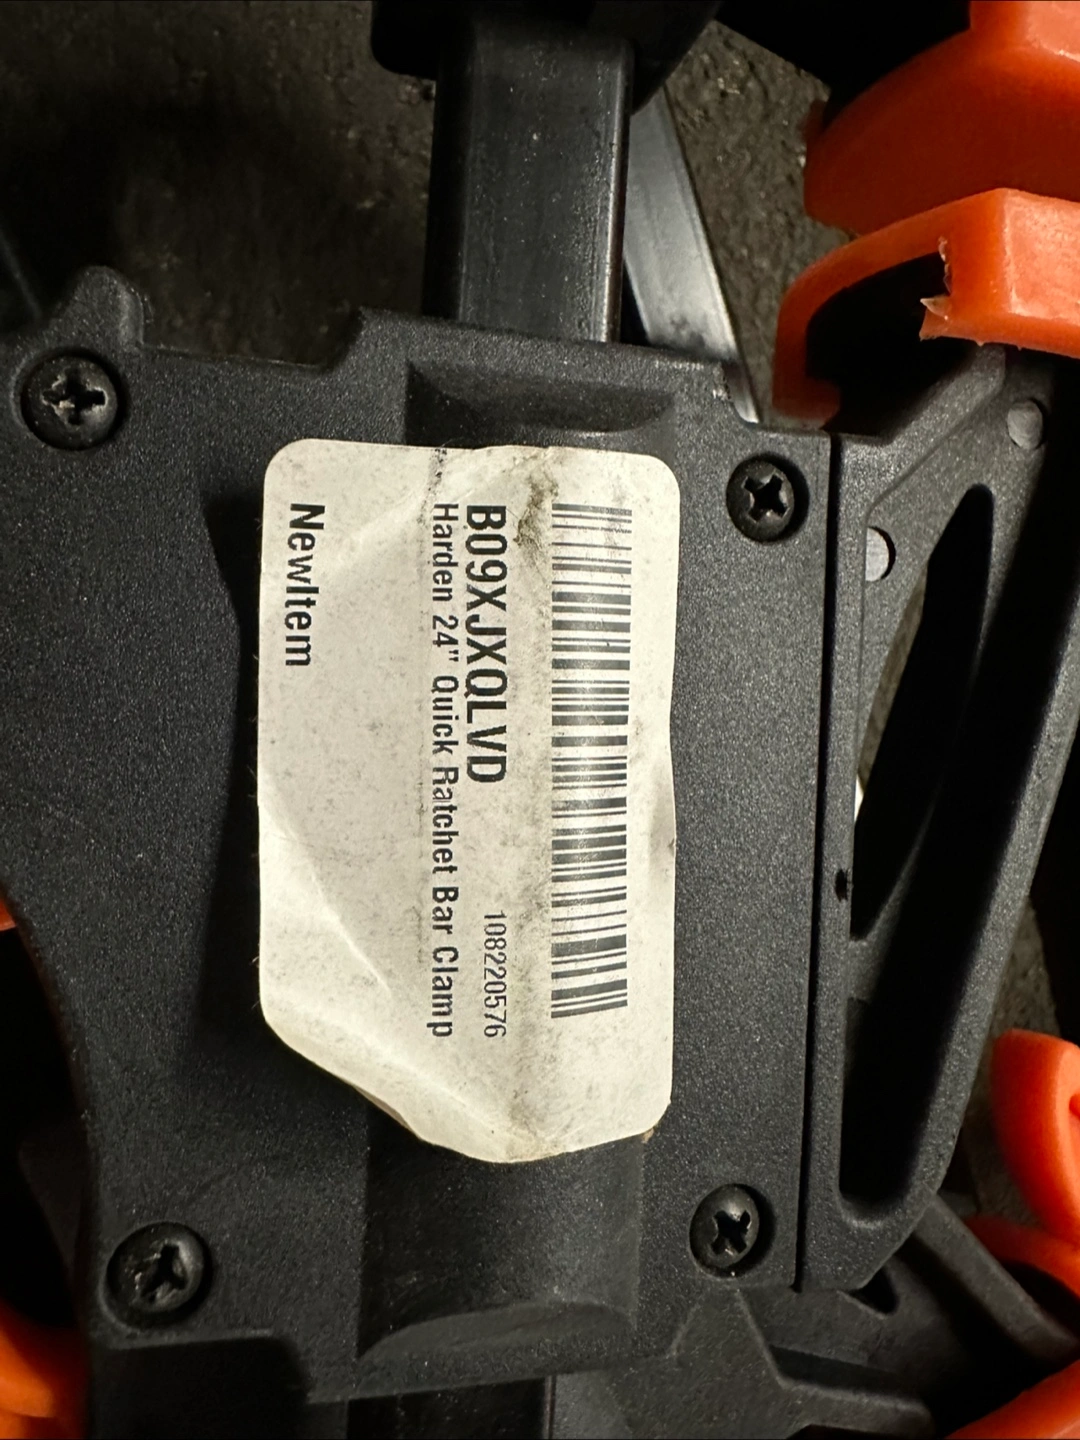 B09XJXQLVD 108220576
Harden 24" Quick Ratchet Bar Clamp
NewItem